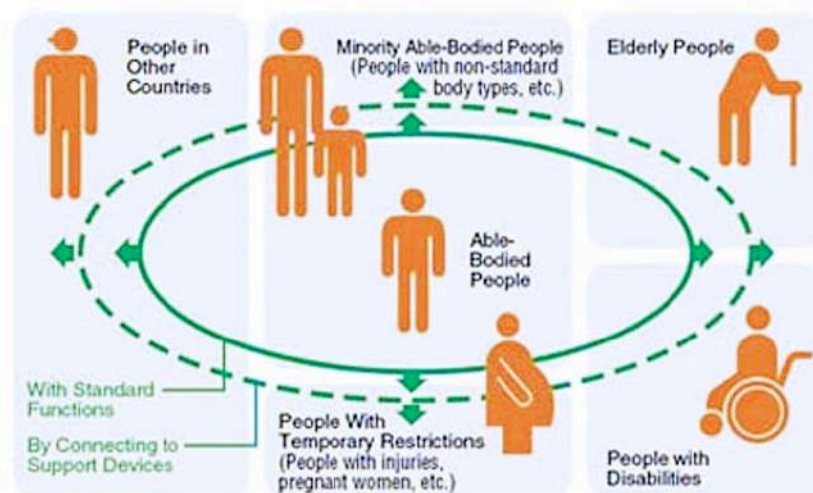 People in
Other
Countries
Minority Able-Bodied People
(People with non-standard
body types, etc.)
Elderly People
Able-
Bodied
People
With Standard
Functions
By Connecting to
Support Devices
People With
Temporary Restrictions
(People with injuries,
pregnant women, etc.)
People with
Disabilities